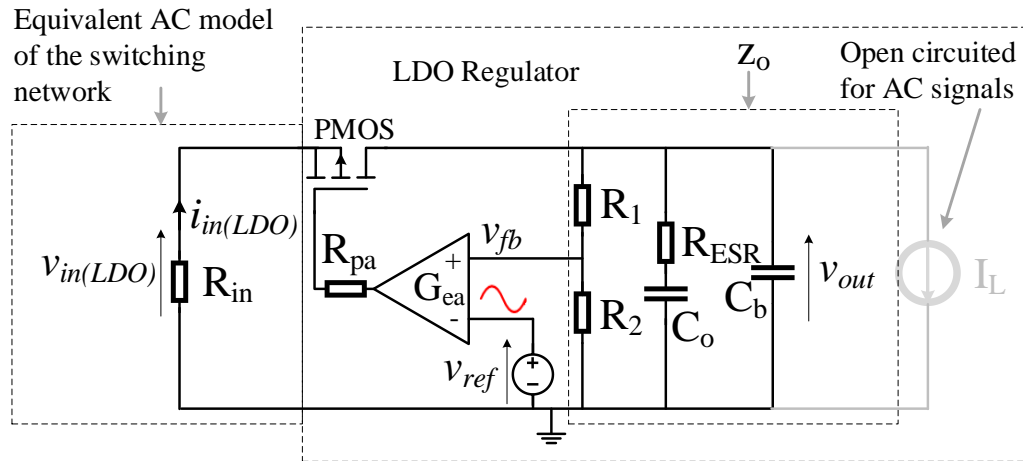 Equivalent AC model
of the switching
network
LDO Regulator
Zo
Open circuited
for AC signals
PMOS
iin(LDO)
vin(LDO)
Rin
Rpa
Gea
+
-
vfb
vref
+
-
R1
R2
RESR
Co
Cb
vout
IL